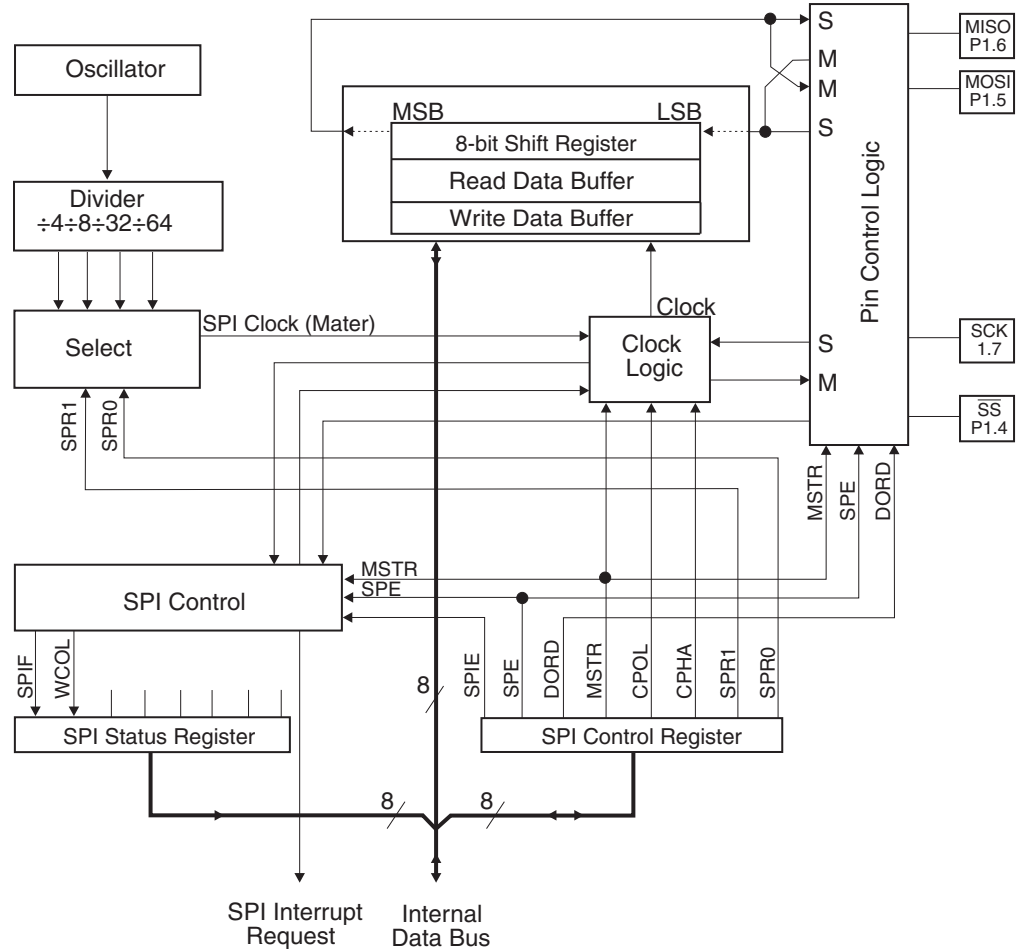 Oscillator
Divider
÷4÷8÷32÷64
Select
SPI Clock (Mater)
SPR1
SPR0
MSB
LSB
8-bit Shift Register
Read Data Buffer
Write Data Buffer
Clock
Clock
Logic
S
M
M
S
S
M
Pin Control Logic
MISO
P1.6
MOSI
P1.5
SCK
1.7
SS
P1.4
MSTR
SPE
DORD
SPI Control
MSTR
SPE
SPIF
WCOL
SPIE
SPE
DORD
MSTR
CPOL
CPHA
SPR1
SPR0
8
SPI Status Register
SPI Control Register
8
8
SPI Interrupt
Request
Internal
Data Bus